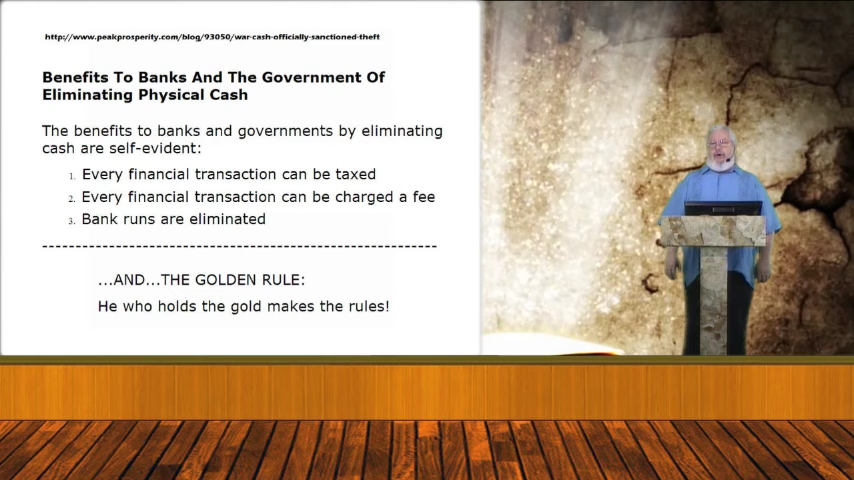 http://www.peakprosperity.com/blog/93050/war-cash-officially-sanctioned-theft
Benefits To Banks And The Government Of
Eliminating Physical Cash
The benefits to banks and governments by eliminating
cash are self-evident:
1. Every financial transaction can be taxed
2. Every financial transaction can be charged a fee
3. Bank runs are eliminated
------------------------------------------------------------
...AND...THE GOLDEN RULE:
He who holds the gold makes the rules!